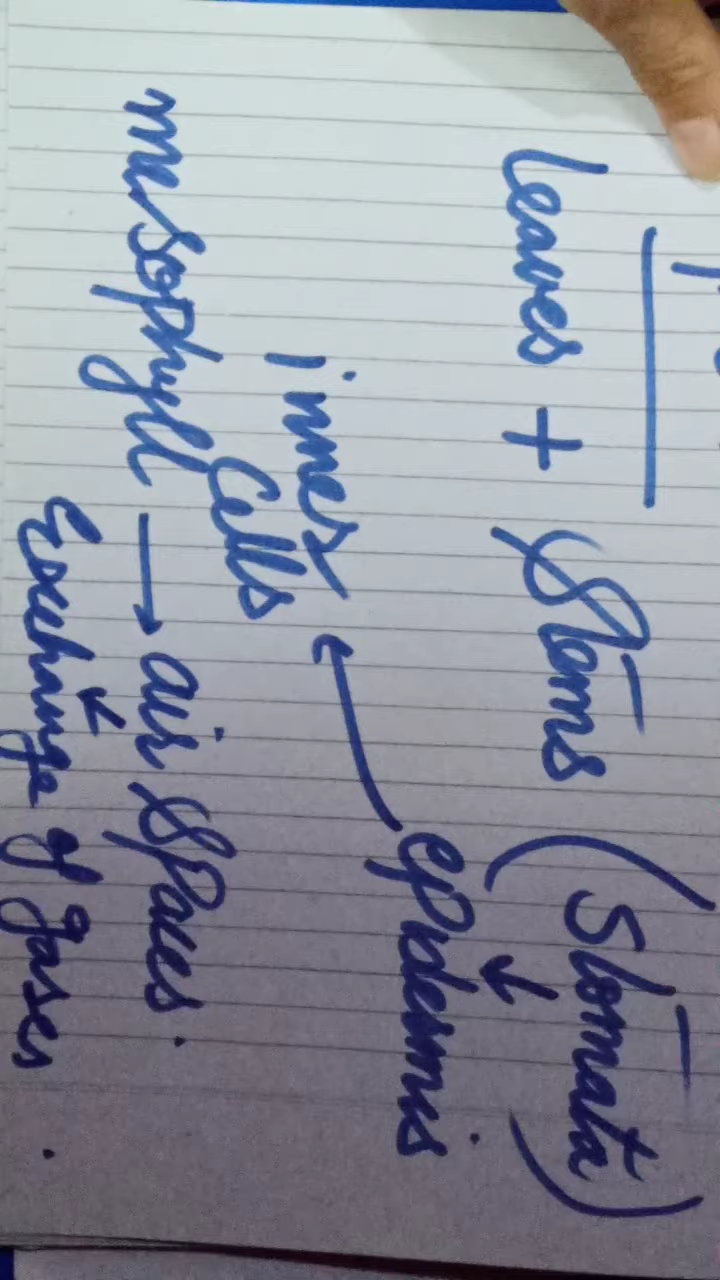 Leaves + Stems (Stomata)
↓
epidermis
←
inner
cells
mesophyll → air spaces.
↓
Exchange of gases.